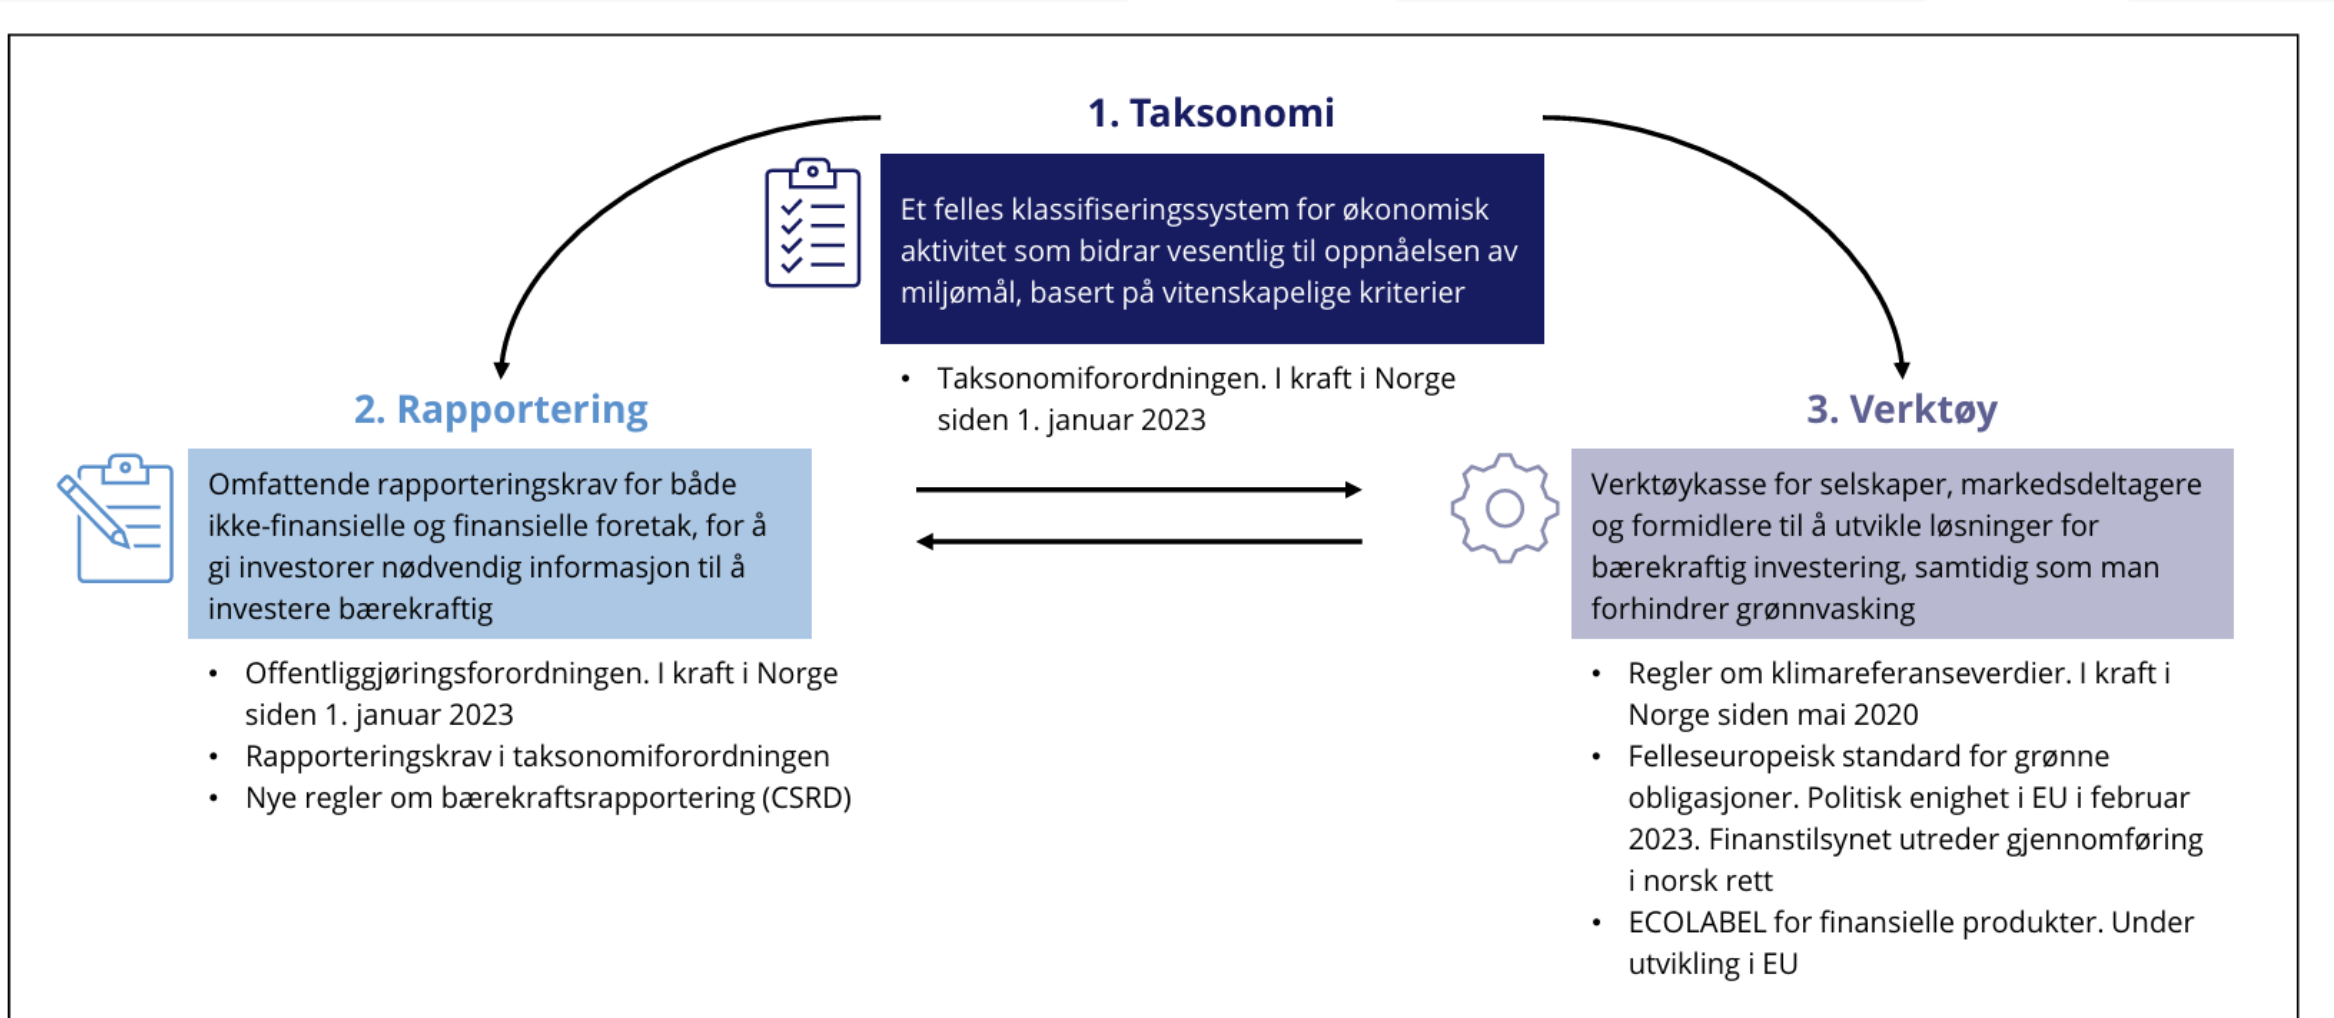 1. Taksonomi
Et felles klassifiseringssystem for økonomisk
aktivitet som bidrar vesentlig til oppnåelsen av
miljømål, basert på vitenskapelige kriterier
• Taksonomiforordningen. I kraft i Norge
siden 1. januar 2023
2. Rapportering
Omfattende rapporteringskrav for både
ikke-finansielle og finansielle foretak, for å
gi investorer nødvendig informasjon til å
investere bærekraftig
• Offentliggjøringsforordningen. I kraft i Norge
siden 1. januar 2023
• Rapporteringskrav i taksonomiforordningen
• Nye regler om bærekraftsrapportering (CSRD)
3. Verktøy
Verktøykasse for selskaper, markedsdeltagere
og formidlere til å utvikle løsninger for
bærekraftig investering, samtidig som man
forhindrer grønnvasking
• Regler om klimareferanseverdier. I kraft i
Norge siden mai 2020
• Felleseuropeisk standard for grønne
obligasjoner. Politisk enighet i EU i februar
2023. Finanstilsynet utreder gjennomføring
i norsk rett
• ECOLABEL for finansielle produkter. Under
utvikling i EU